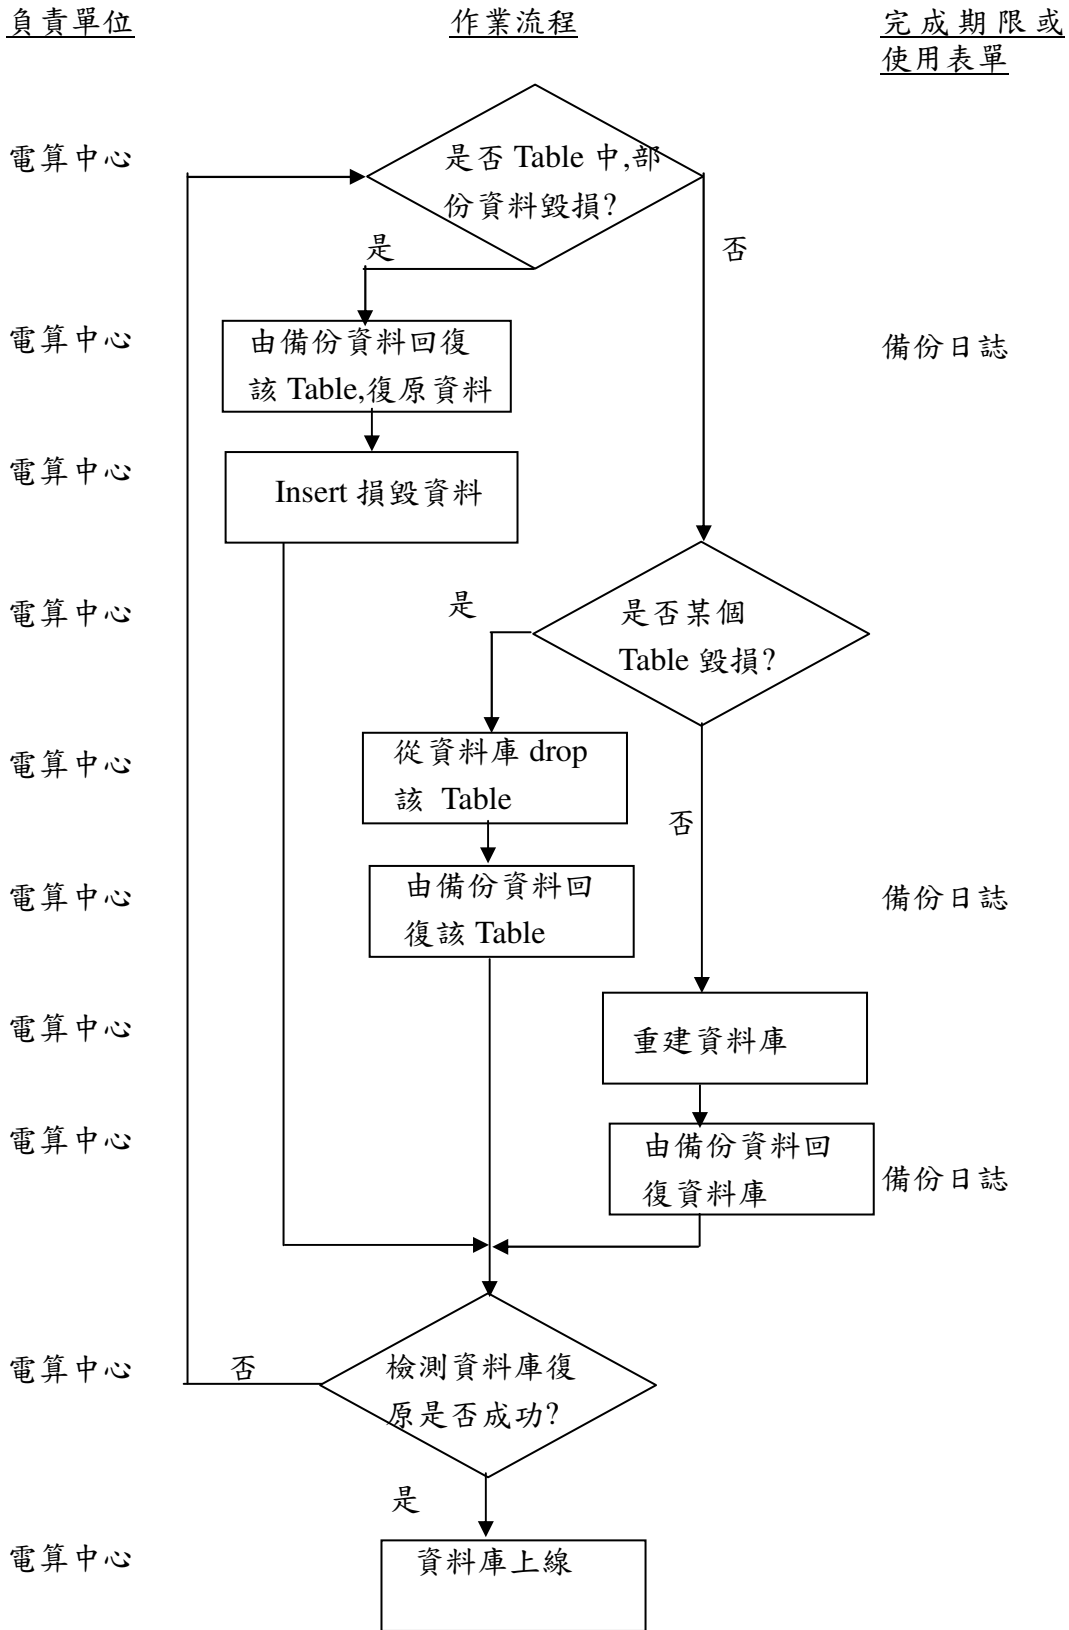 負責單位
作業流程
完成期限或
使用表單
電算中心
是否 Table 中,部
份資料毀損?
是
否
電算中心
由備份資料回復
該 Table,復原資料
備份日誌
電算中心
Insert 損毀資料
電算中心
是
是否某個
Table 毀損?
電算中心
從資料庫 drop
該 Table
否
電算中心
由備份資料回
復該 Table
備份日誌
電算中心
重建資料庫
電算中心
由備份資料回
復資料庫
備份日誌
電算中心
否
檢測資料庫復
原是否成功?
是
電算中心
資料庫上線